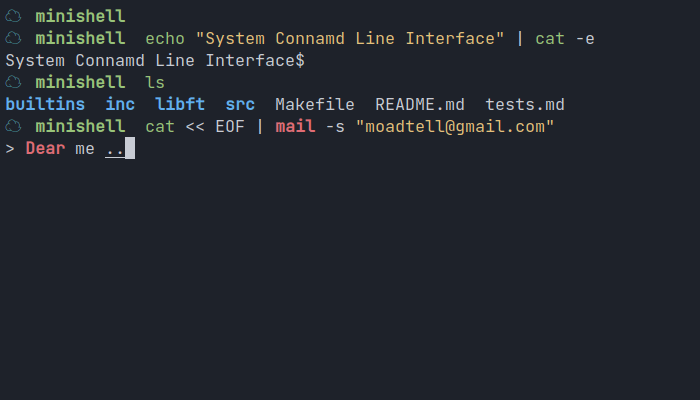 minishell
minishell echo "System Connamd Line Interface" | cat -e
System Connamd Line Interface$
minishell ls
builtins inc libft src Makefile README.md tests.md
minishell cat << EOF | mail -s "moadtell@gmail.com"
> Dear me ..